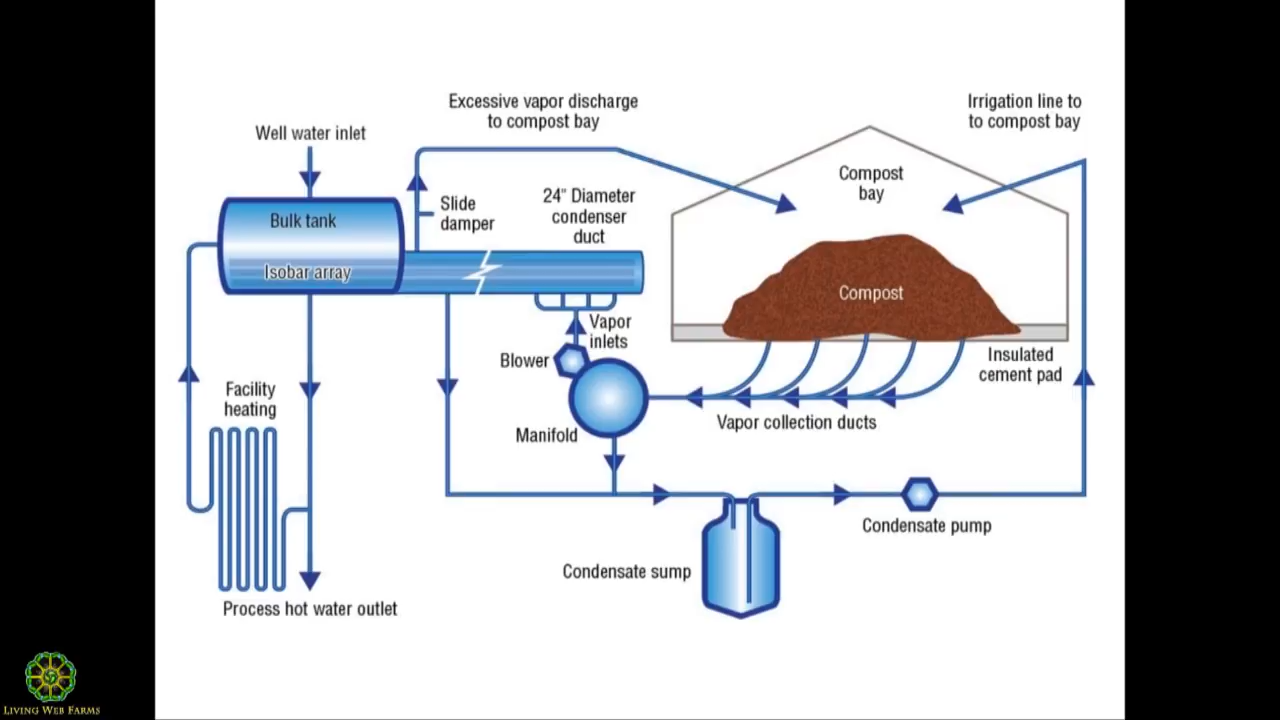 Excessive vapor discharge
to compost bay
Irrigation line to
to compost bay
Well water inlet
Compost
bay
24" Diameter
condenser
duct
Slide
damper
Bulk tank
Isobar array
Compost
Vapor
inlets
Blower
Insulated
cement pad
Facility
heating
Vapor collection ducts
Manifold
Condensate pump
Condensate sump
Process hot water outlet
LIVING WEB FARMS